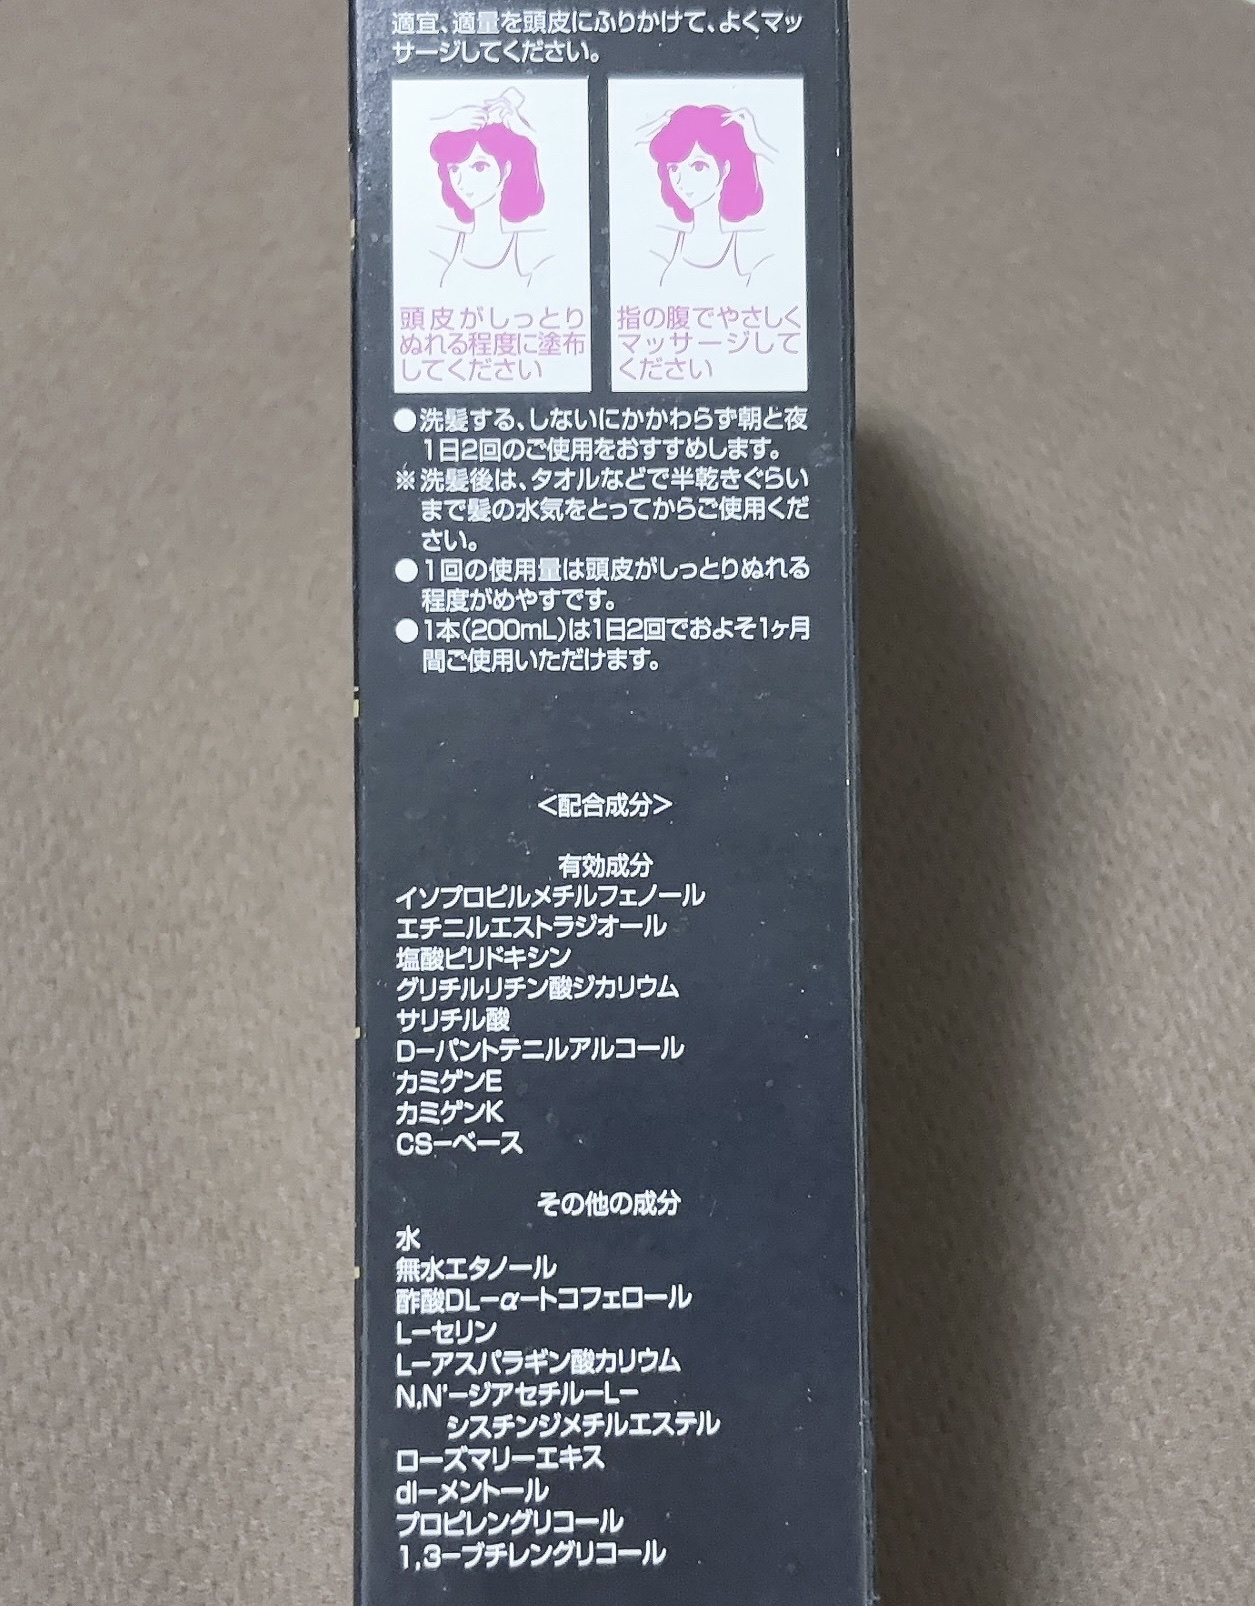 適宜、適量を頭皮にふりかけて、よくマッ
サージしてください。
頭皮がしっとり
ぬれる程度に塗布
してください
指の腹でやさしく
マッサージして
ください
●洗髪する、しないにかかわらず朝と夜
1日2回のご使用をおすすめします。
※洗髪後は、タオルなどで半乾きぐらい
まで髪の水気をとってからご使用くだ
さい。
●1回の使用量は頭皮がしっとりぬれる
程度がめやすです。
●1本(200mL)は1日2回でおよそ1ヶ月
間ご使用いただけます。
<配合成分>
有効成分
イソプロピルメチルフェノール
エチニルエストラジオール
塩酸ピリドキシン
グリチルリチン酸ジカリウム
サリチル酸
D-パントテニルアルコール
カミゲンE
カミゲンK
CS-ベース
その他の成分
水
無水エタノール
酢酸DL-α-トコフェロール
L-セリン
L-アスパラギン酸カリウム
N,N'-ジアセチル-L-
シスチンジメチルエステル
ローズマリーエキス
dl-メントール
プロピレングリコール
1,3-ブチレングリコール